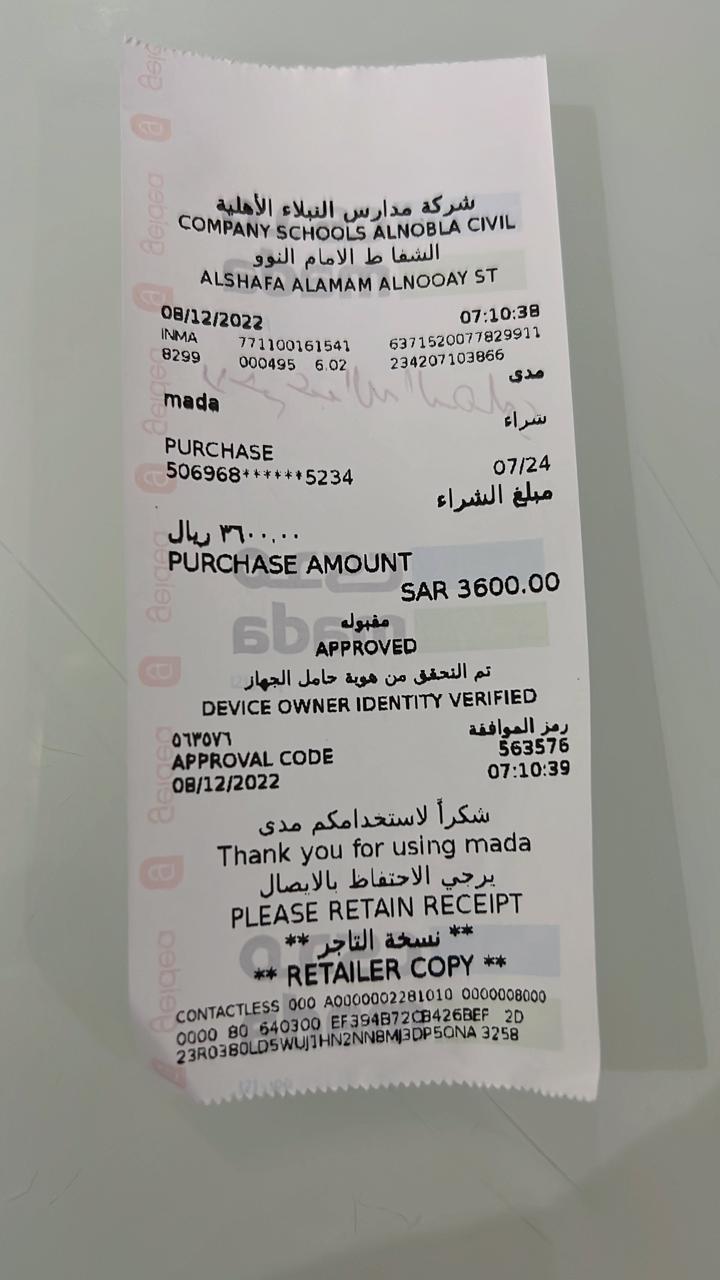 شركة مدارس النبلاء الأهلية
COMPANY SCHOOLS ALNOBLA CIVIL
الشفا ط الامام النوو
ALSHAFA ALAMAM ALNOOAY ST
08/12/2022 07:10:38
INMA 771100161541 6371520077829911
8299 000495 6.02 234207103866
مدى
mada
شراء
PURCHASE
506968******5234 07/24
مبلغ الشراء
٣٦٠٠.٠٠ ريال
PURCHASE AMOUNT
SAR 3600.00
مقبوله
APPROVED
تم التحقق من هوية حامل الجهاز
DEVICE OWNER IDENTITY VERIFIED
٥٦٣٥٧٦ رمز الموافقة
APPROVAL CODE 563576
08/12/2022 07:10:39
شكراً لاستخدامكم مدى
Thank you for using mada
يرجي الاحتفاظ بالايصال
PLEASE RETAIN RECEIPT
** نسخة التاجر **
** RETAILER COPY **
CONTACTLESS 000 A0000002281010 0000008000
0000 80 640300 EF394B72CB426BEF 2D
23R0380LD5WUJ1HN2NN8MJ3DP5ONA 3258